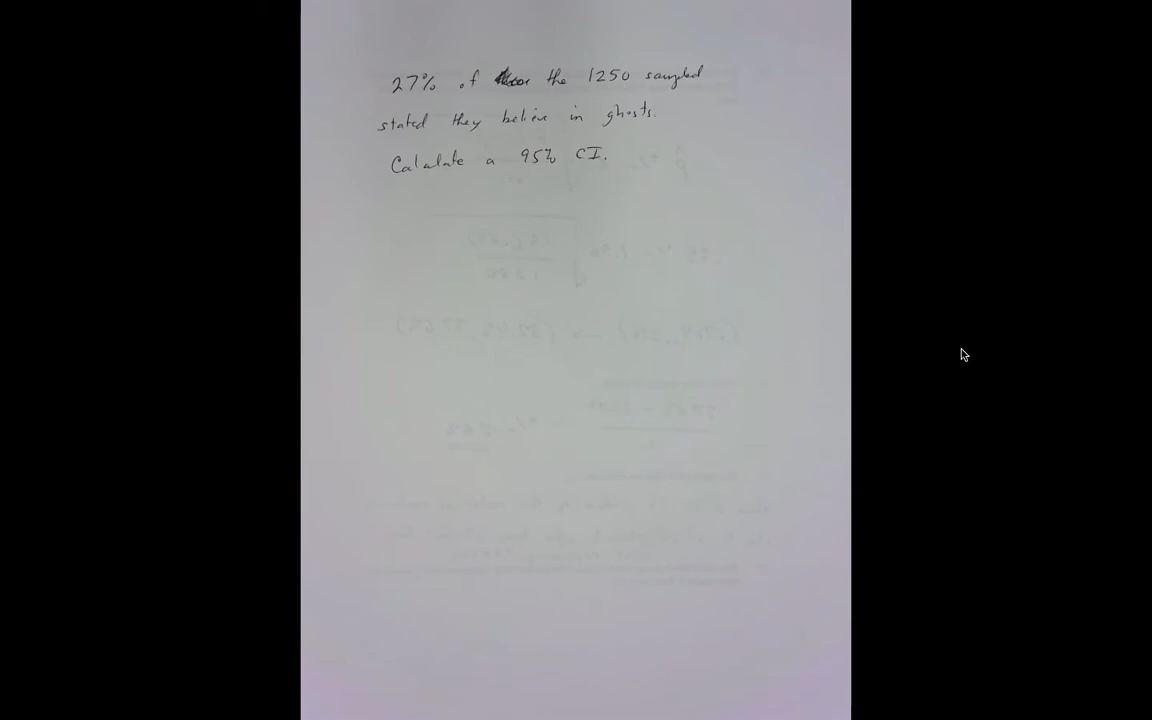 27% of the 1250 sampled
stated they believe in ghosts.
Calculate a 95% CI.